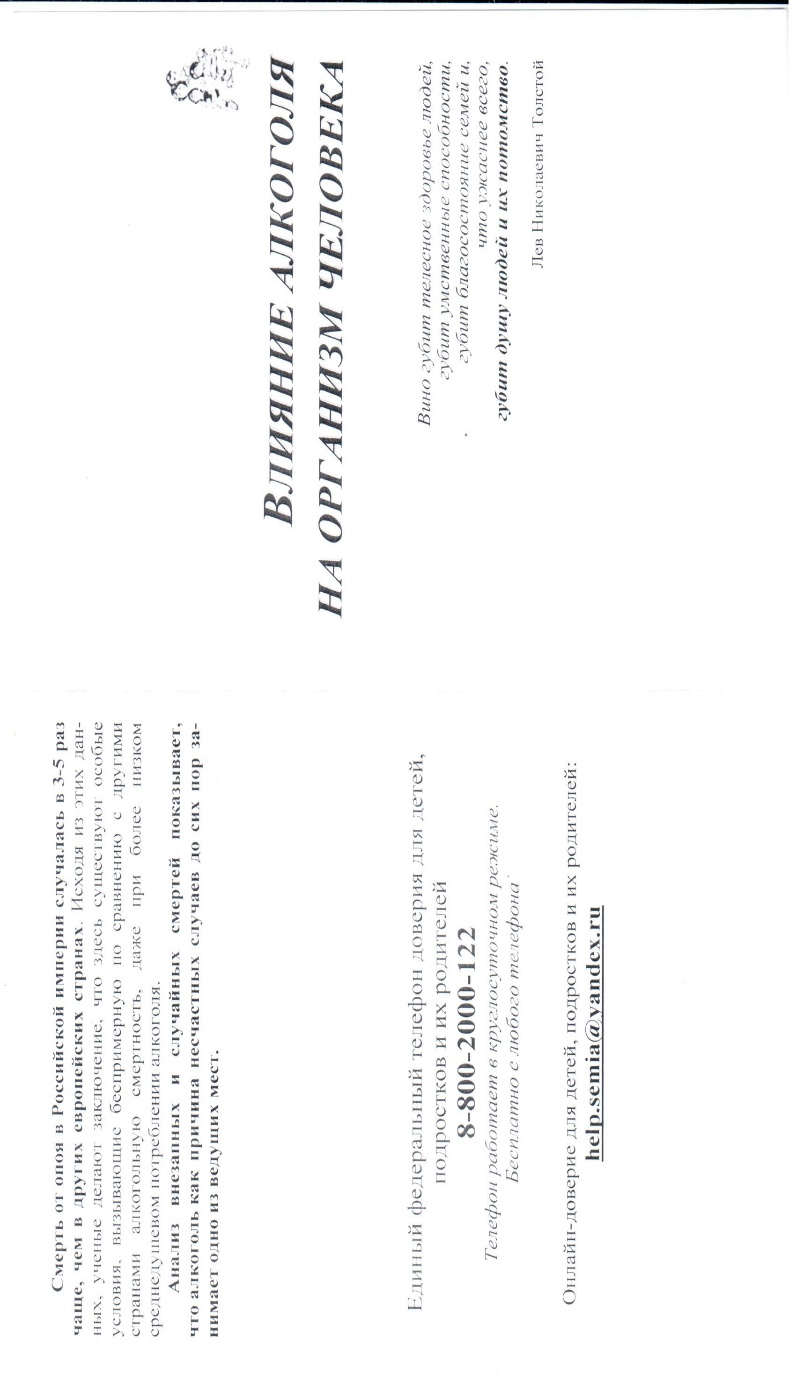 Смерть от опоя в Российской империи случалась в 3-5 раз
чаще, чем в других европейских странах. Исходя из этих дан-
ных, ученые делают заключение, что здесь существуют особые
условия, вызывающие беспримерную по сравнению с другими
странами алкогольную смертность, даже при более низком
среднедушевом потреблении алкоголя.
Анализ внезапных и случайных смертей показывает,
что алкоголь как причина несчастных случаев до сих пор за-
нимает одно из ведущих мест.
Единый федеральный телефон доверия для детей,
подростков и их родителей
8-800-2000-122
Телефон работает в круглосуточном режиме.
Бесплатно с любого телефона
Онлайн-доверие для детей, подростков и их родителей:
help.semia@yandex.ru
ВЛИЯНИЕ АЛКОГОЛЯ
НА ОРГАНИЗМ ЧЕЛОВЕКА
Вино губит телесное здоровье людей,
губит умственные способности,
губит благосостояние семей и,
что ужаснее всего,
губит душу людей и их потомство.
Лев Николаевич Толстой